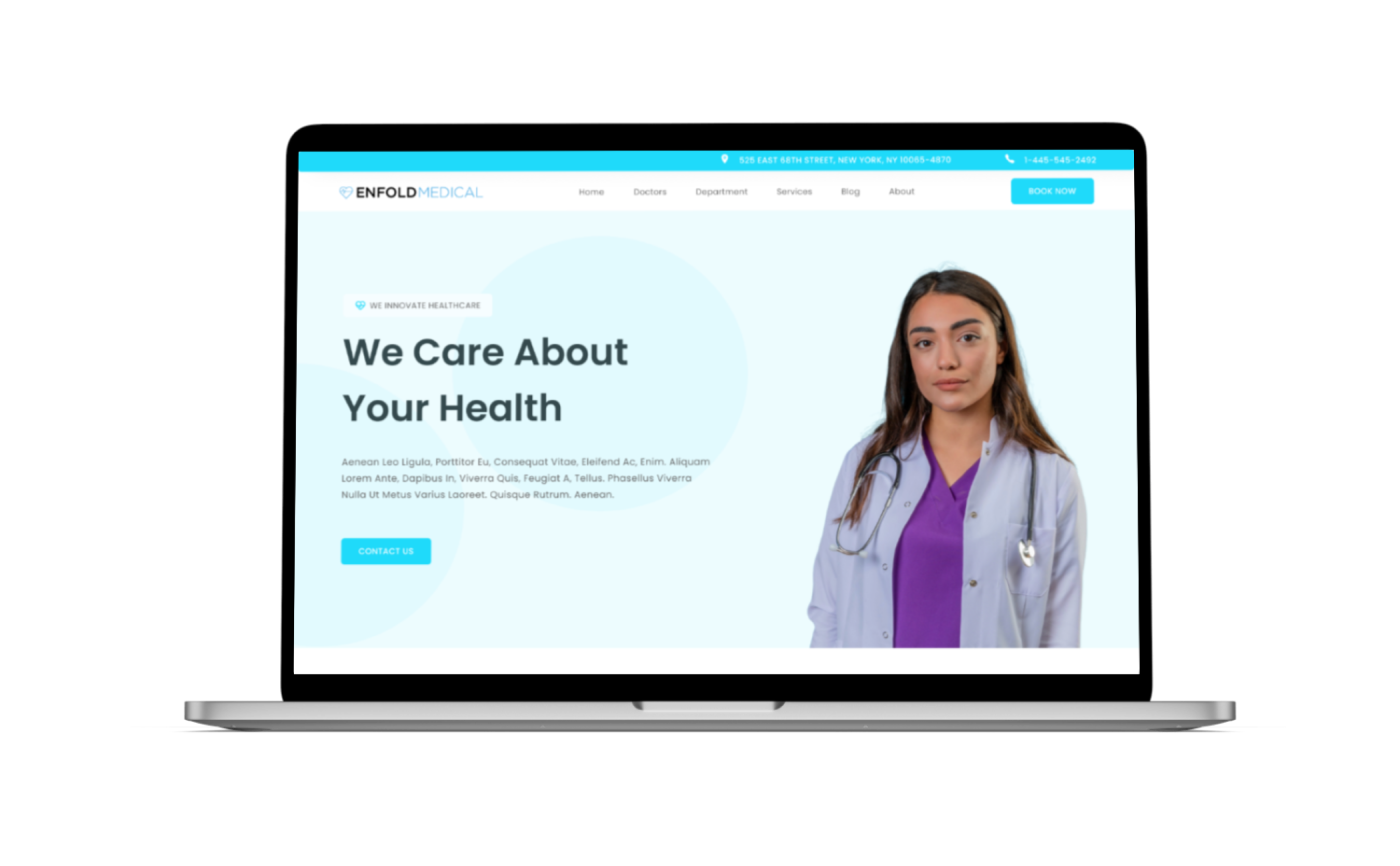 525 EAST 68TH STREET, NEW YORK, NY 10065-4870 1-445-545-2492
ENFOLDMEDICAL Home Doctors Department Services Blog About BOOK NOW
WE INNOVATE HEALTHCARE
We Care About
Your Health
Aenean Leo Ligula, Porttitor Eu, Consequat Vitae, Eleifend Ac, Enim. Aliquam
Lorem Ante, Dapibus In, Viverra Quis, Feugiat A, Tellus. Phasellus Viverra
Nulla Ut Metus Varius Laoreet. Quisque Rutrum. Aenean.
CONTACT US